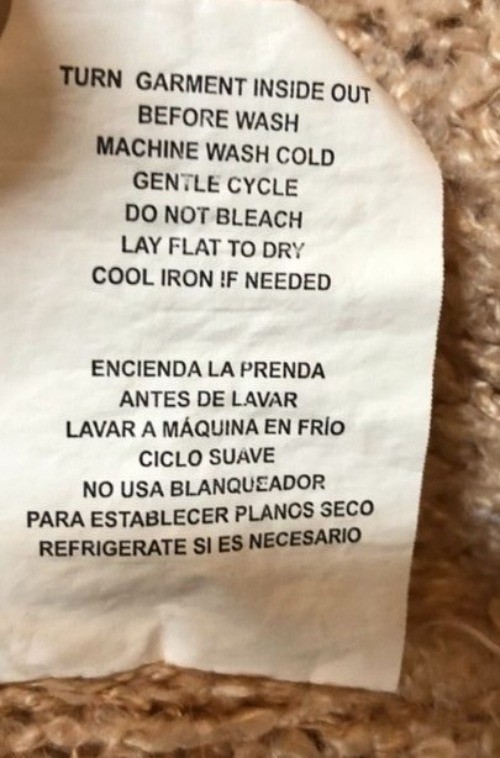 TURN GARMENT INSIDE OUT
BEFORE WASH
MACHINE WASH COLD
GENTLE CYCLE
DO NOT BLEACH
LAY FLAT TO DRY
COOL IRON IF NEEDED
ENCIENDA LA PRENDA
ANTES DE LAVAR
LAVAR A MÁQUINA EN FRÍO
CICLO SUAVE
NO USA BLANQUEADOR
PARA ESTABLECER PLANOS SECO
REFRIGERATE SI ES NECESARIO